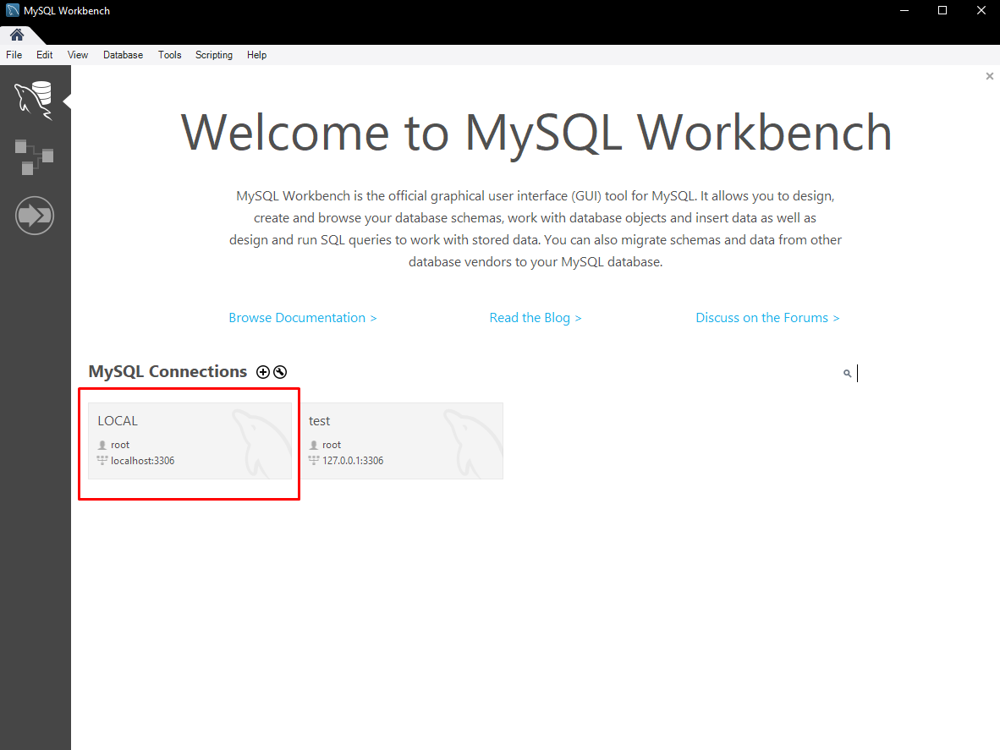 MySQL Workbench
File Edit View Database Tools Scripting Help
Welcome to MySQL Workbench
MySQL Workbench is the official graphical user interface (GUI) tool for MySQL. It allows you to design,
create and browse your database schemas, work with database objects and insert data as well as
design and run SQL queries to work with stored data. You can also migrate schemas and data from other
database vendors to your MySQL database.
Browse Documentation > Read the Blog > Discuss on the Forums >
MySQL Connections
LOCAL
root
localhost:3306
test
root
127.0.0.1:3306